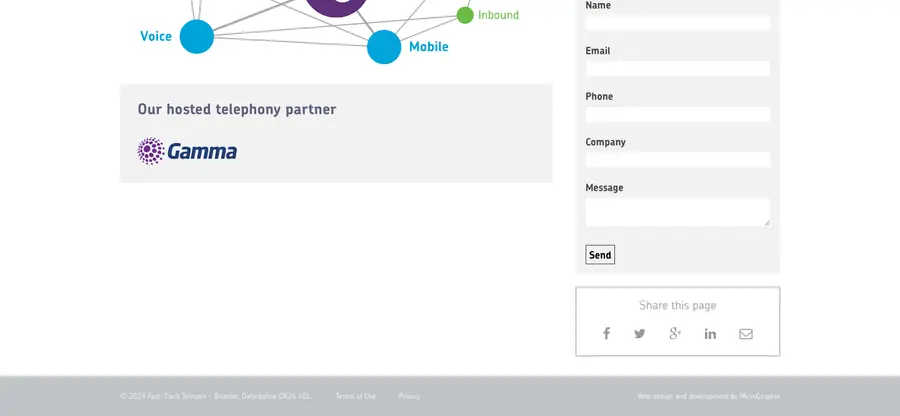 Inbound
Voice
Mobile
Our hosted telephony partner
Gamma
Name
Email
Phone
Company
Message
Send
Share this page
© 2019 Fast-Track Telecom - Bicester, Oxfordshire OX26 4EL.
Terms of Use
Privacy
Web design and development by MicroGraphix